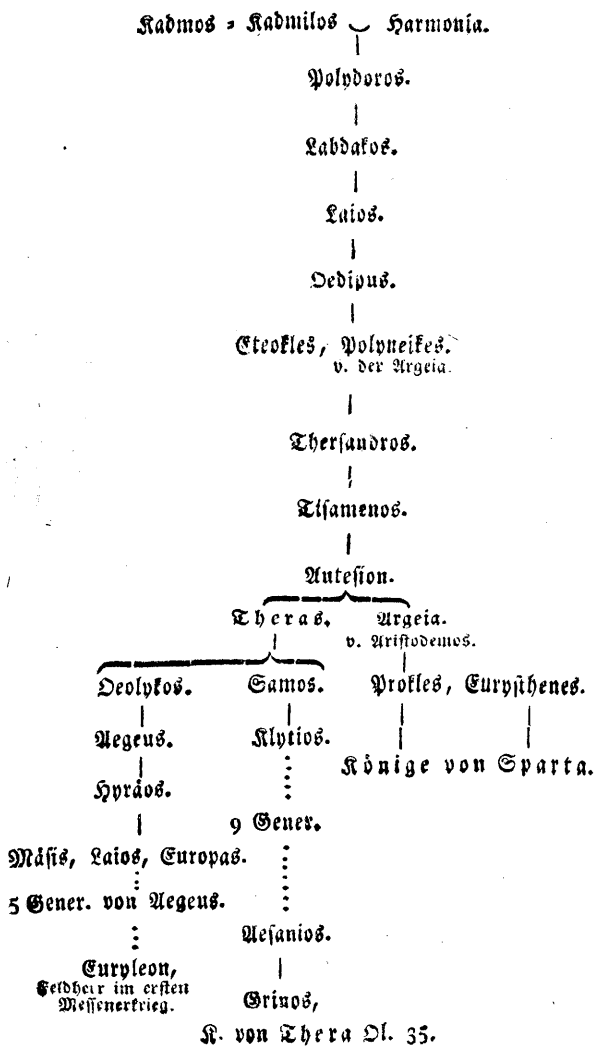 Kadmos = Kadmilos ‿ Harmonia.
Polydoros.
Labdakos.
Laios.
Oedipus.
Eteokles, Polyneikes.
v. der Argeia.
Thersandros.
Tisamenos.
Autesion.
Theras. Argeia.
v. Aristodemos.
Oeolykos. Samos. Prokles, Eurysthenes.
Aegeus. Klytios.
Könige von Sparta.
Hyräos.
9 Gener.
Mäsis, Laios, Europas.
5 Gener. von Aegeus.
Aesanios.
Euryleon,
Feldherr im ersten
Messenerkrieg.
Grinos,
K. von Thera Ol. 35.